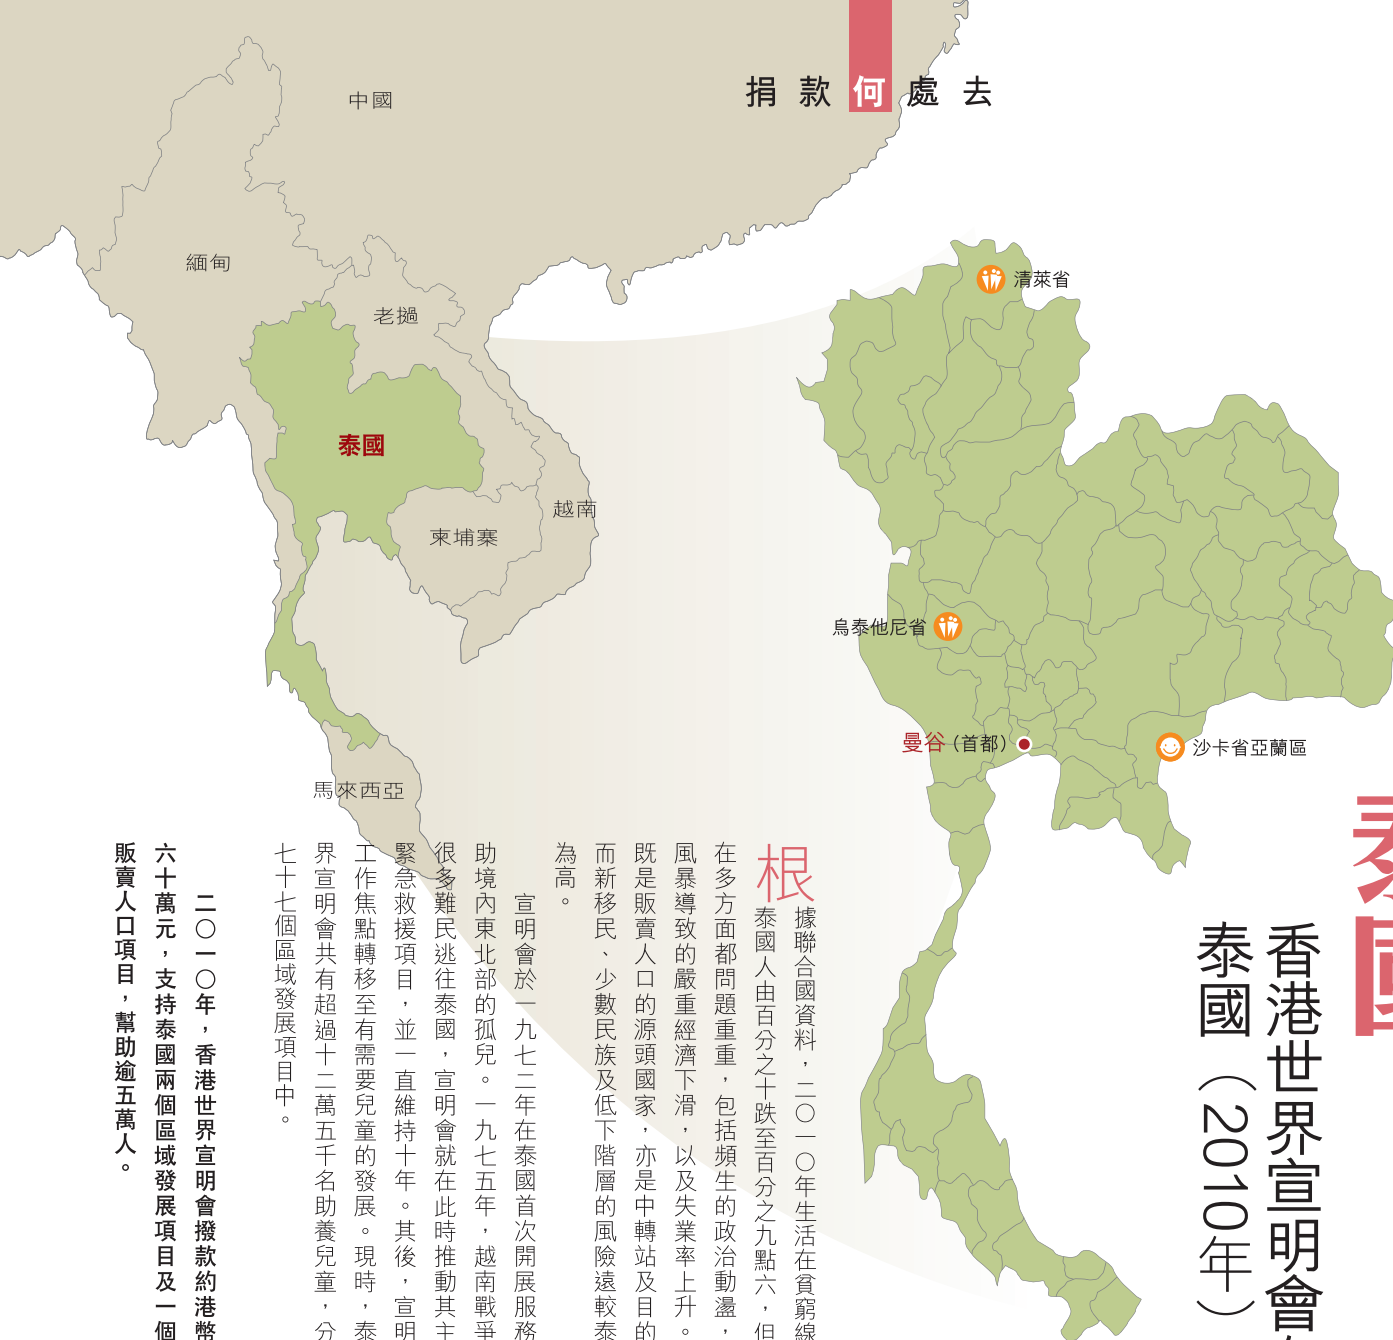 捐款何處去
中國
緬甸
老撾
泰國
越南
柬埔寨
馬來西亞
清萊省
烏泰他尼省
曼谷（首都）
沙卡省亞蘭區
香港世界宣明會
泰國（2010年）
根
據聯合國資料，二〇一〇年生活在貧窮線
泰國人由百分之十跌至百分之九點六，但
在多方面都問題重重，包括頻生的政治動盪，
風暴導致的嚴重經濟下滑，以及失業率上升。
既是販賣人口的源頭國家，亦是中轉站及目的
而新移民、少數民族及低下階層的風險遠較泰
為高。
宣明會於一九七二年在泰國首次開展服務
助境內東北部的孤兒。一九七五年，越南戰爭
很多難民逃往泰國，宣明會就在此時推動其主
緊急救援項目，並一直維持十年。其後，宣明
工作焦點轉移至有需要兒童的發展。現時，泰
界宣明會共有超過十二萬五千名助養兒童，分
七十七個區域發展項目中。
二〇一〇年，香港世界宣明會撥款約港幣
六十萬元，支持泰國兩個區域發展項目及一個
販賣人口項目，幫助逾五萬人。